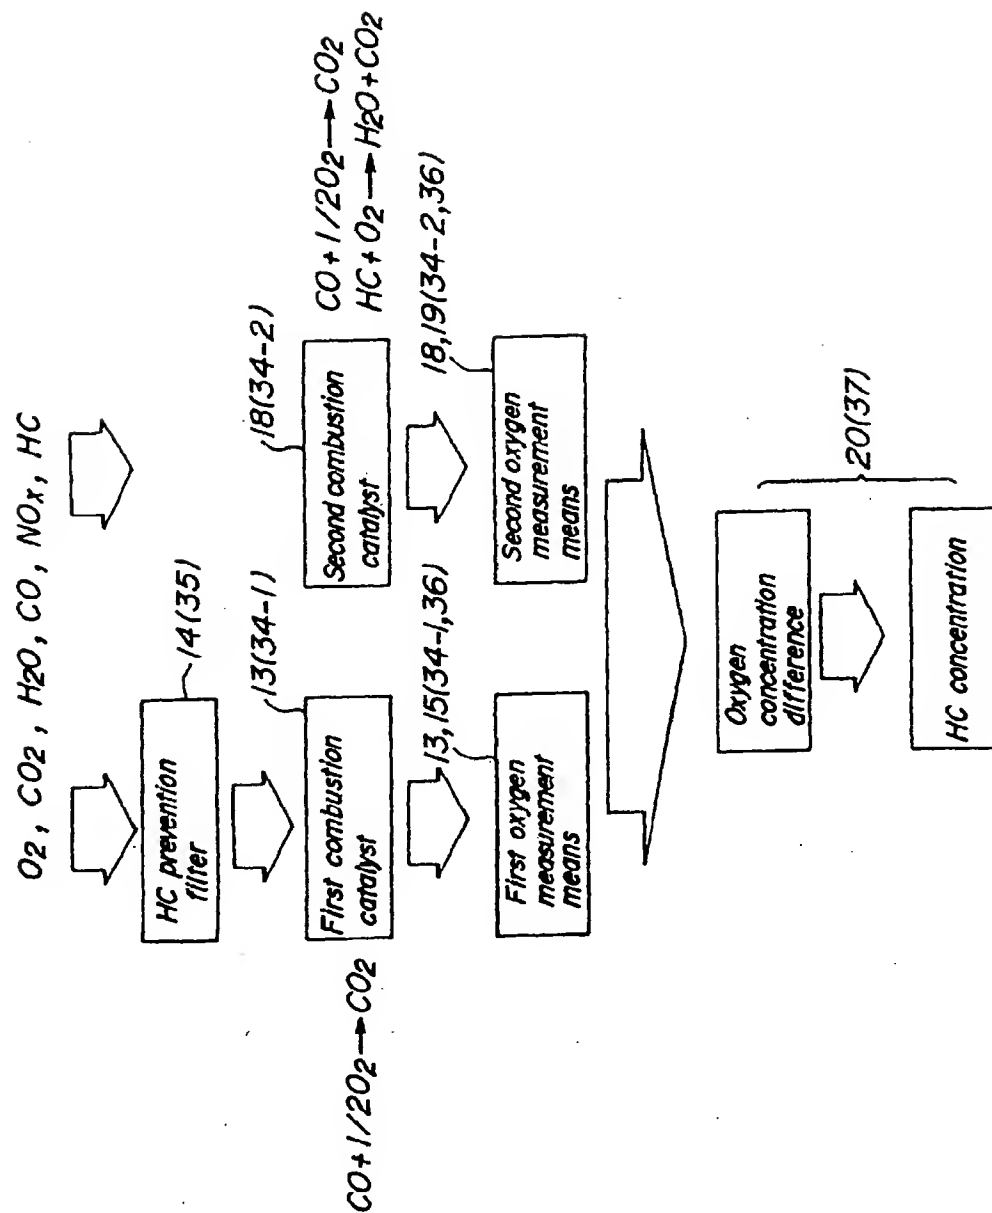 O2, CO2, H2O, CO, NOx, HC
HC prevention
filter
14(35)
13(34-1)
First combustion
catalyst
CO+1/2O2→CO2
18(34-2)
Second combustion
catalyst
CO+1/2O2→CO2
HC+O2→H2O+CO2
13,15(34-1,36)
First oxygen
measurement
means
18,19(34-2,36)
Second oxygen
measurement
means
Oxygen
concentration
difference
20(37)
HC concentration